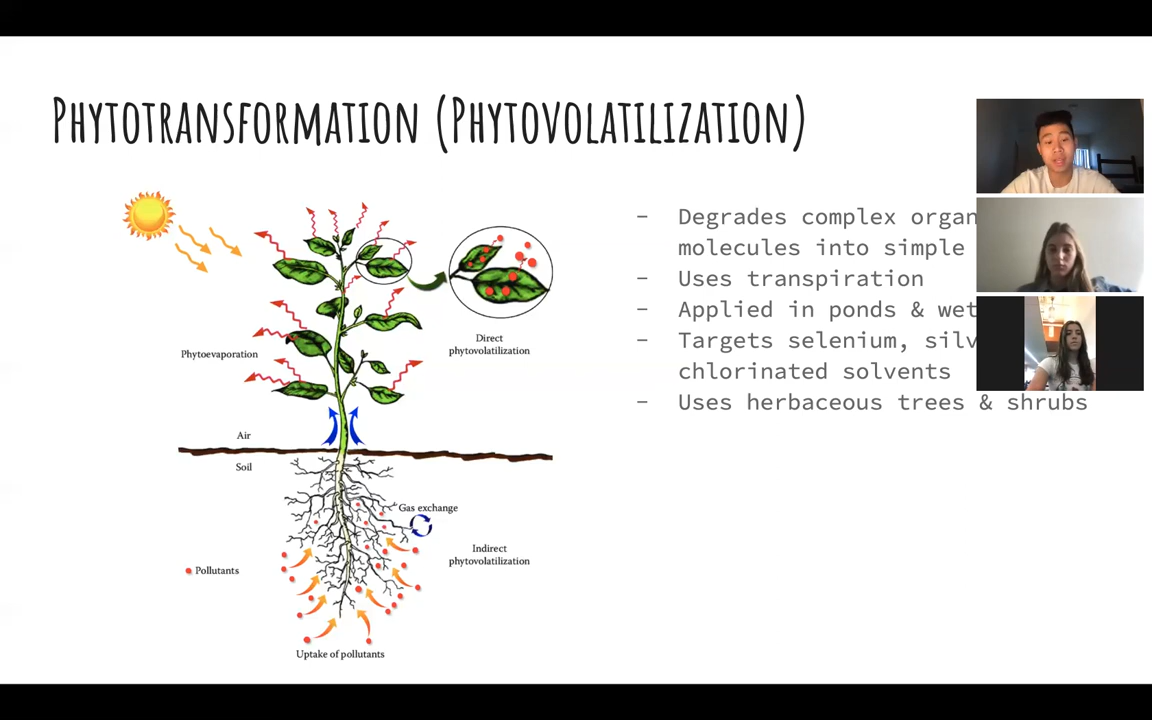 PHYTOTRANSFORMATION (PHYTOVOLATILIZATION)
- Degrades complex organ
molecules into simple
- Uses transpiration
- Applied in ponds & wet
- Targets selenium, silv
chlorinated solvents
- Uses herbaceous trees & shrubs
Direct
phytovolatilization
Phytoevaporation
Air
Soil
Gas exchange
Indirect
phytovolatilization
Pollutants
Uptake of pollutants